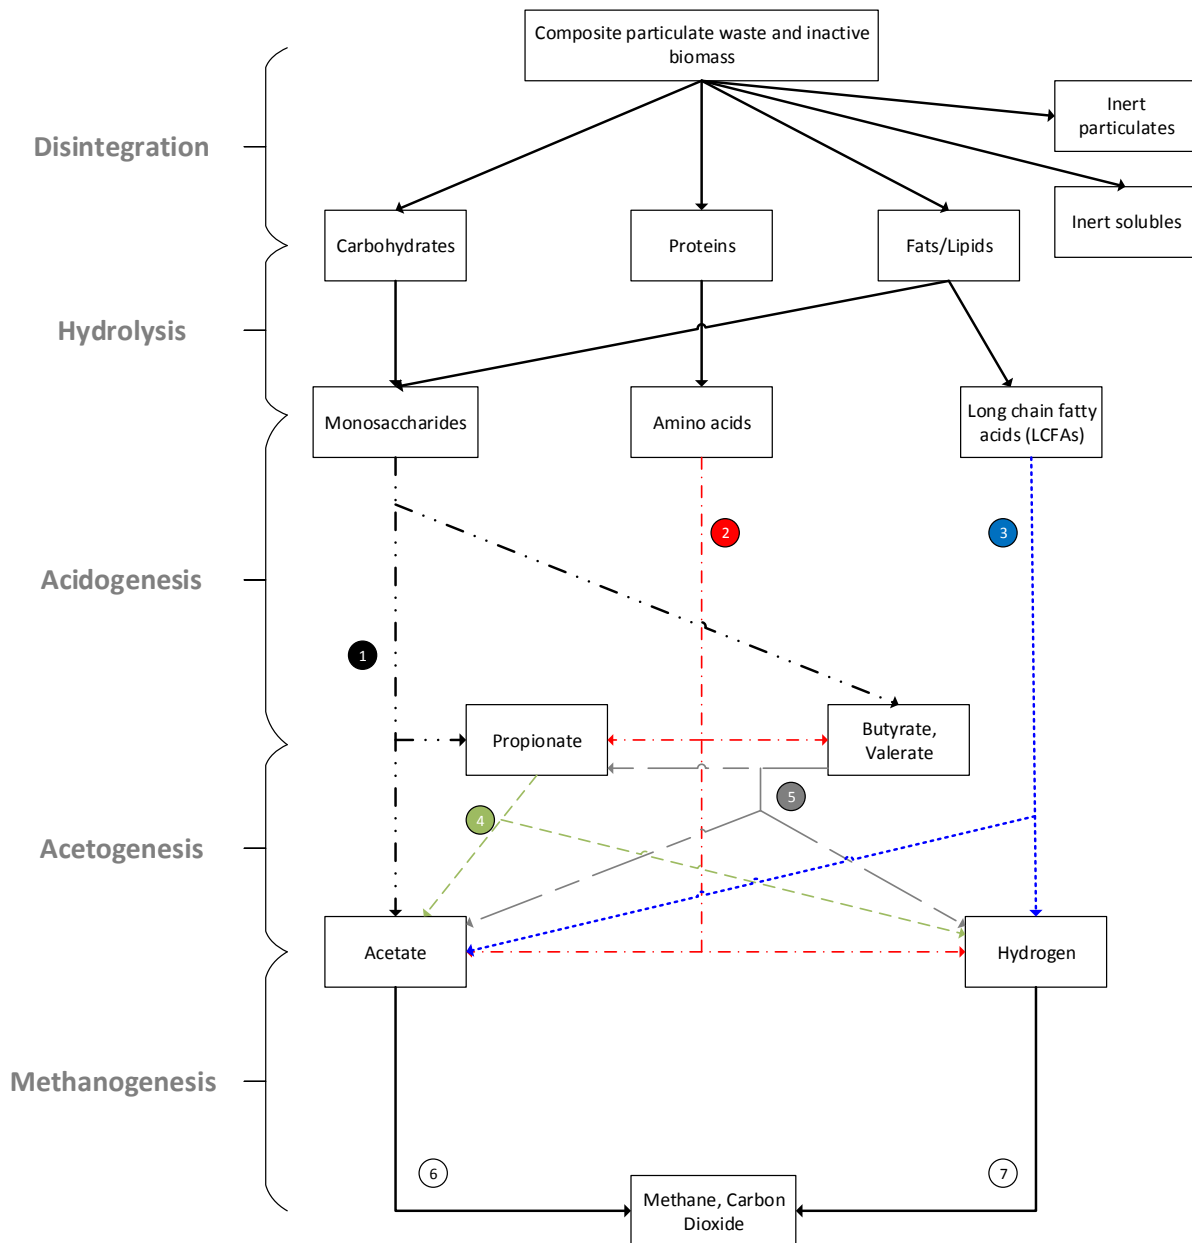 Composite particulate waste and inactive
biomass
Inert
particulates
Disintegration
Inert solubles
Carbohydrates
Proteins
Fats/Lipids
Hydrolysis
Monosaccharides
Amino acids
Long chain fatty
acids (LCFAs)
2
3
Acidogenesis
1
Propionate
Butyrate,
Valerate
5
4
Acetogenesis
Acetate
Hydrogen
Methanogenesis
6
7
Methane, Carbon
Dioxide